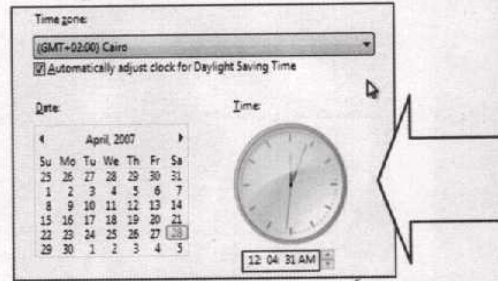 Time zone:
(GMT+02:00) Cairo
Automatically adjust clock for Daylight Saving Time
Date:
Time:
April, 2007
Su Mo Tu We Th Fr Sa
25 26 27 28 29 30 31
1 2 3 4 5 6 7
8 9 10 11 12 13 14
15 16 17 18 19 20 21
22 23 24 25 26 27 28
29 30 1 2 3 4 5
12: 04: 31 AM